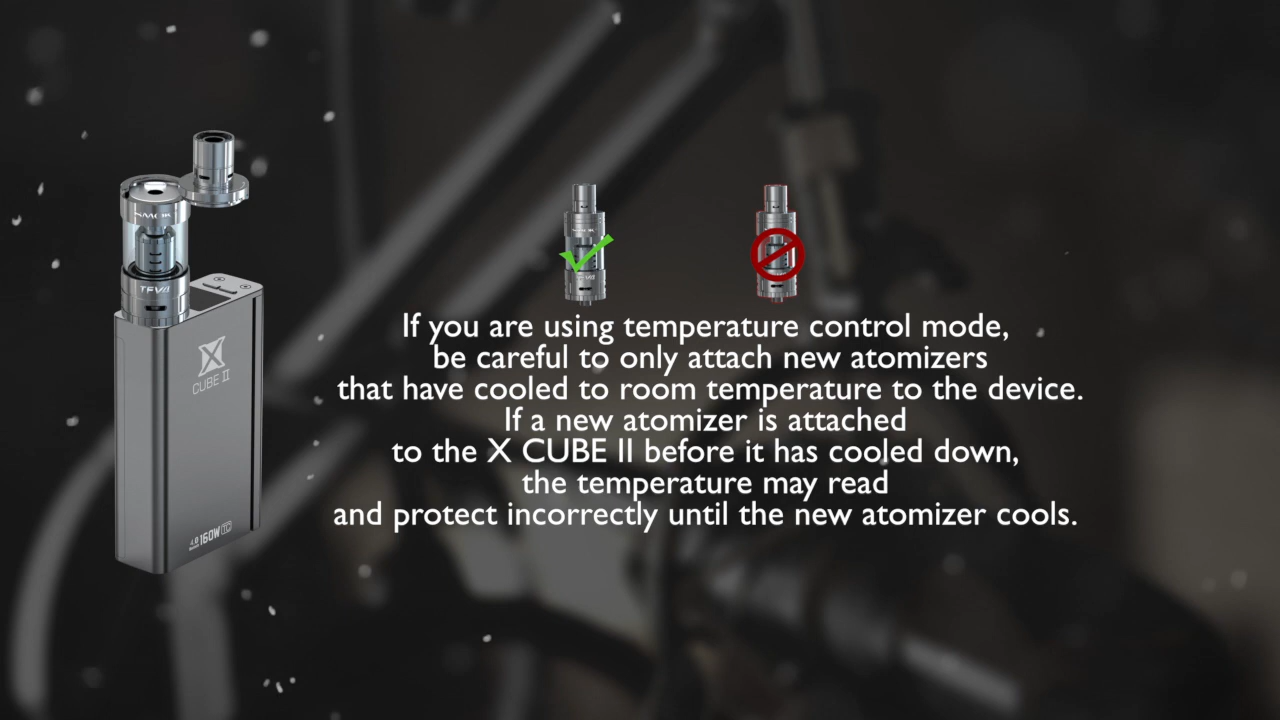 SMOK
TFV4
X
CUBE II
160W TC
If you are using temperature control mode,
be careful to only attach new atomizers
that have cooled to room temperature to the device.
If a new atomizer is attached
to the X CUBE II before it has cooled down,
the temperature may read
and protect incorrectly until the new atomizer cools.